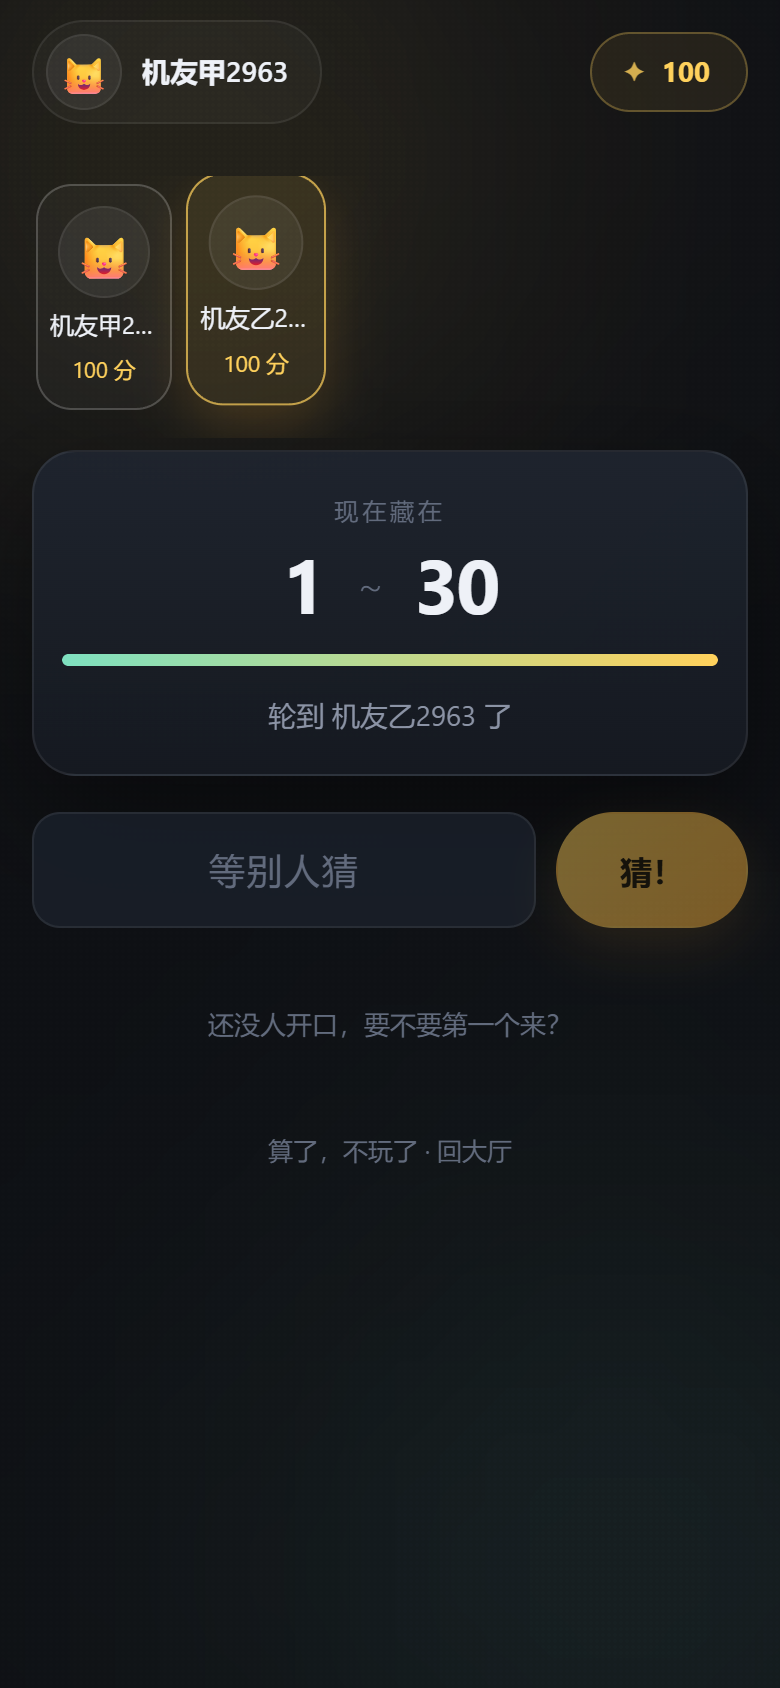 机友甲2963
✦ 100
机友甲2...
100 分
机友乙2...
100 分
现在藏在
1 ~ 30
轮到 机友乙2963 了
等别人猜
猜!
还没人开口，要不要第一个来?
算了，不玩了 · 回大厅